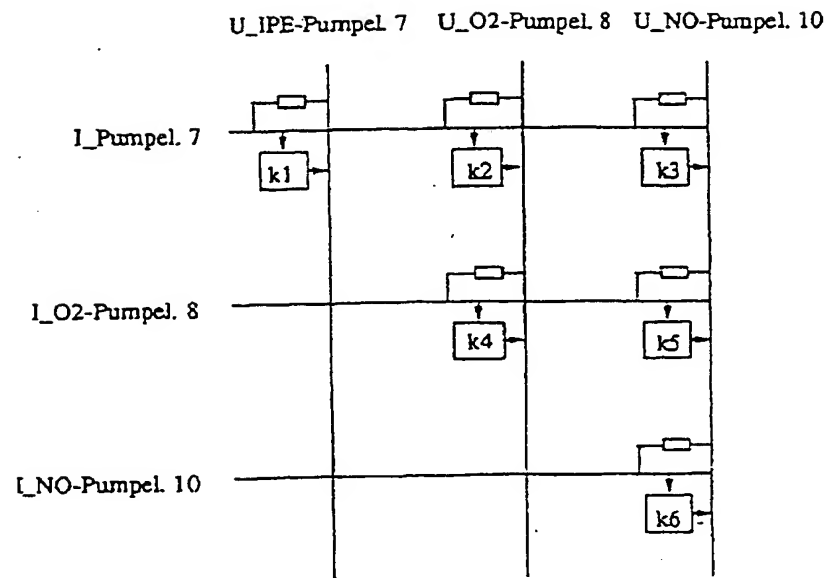 U_IPE-Pumpel. 7 U_O2-Pumpel. 8 U_NO-Pumpel. 10
I_Pumpel. 7
k1 k2 k3
I_O2-Pumpel. 8
k4 k5
I_NO-Pumpel. 10
k6